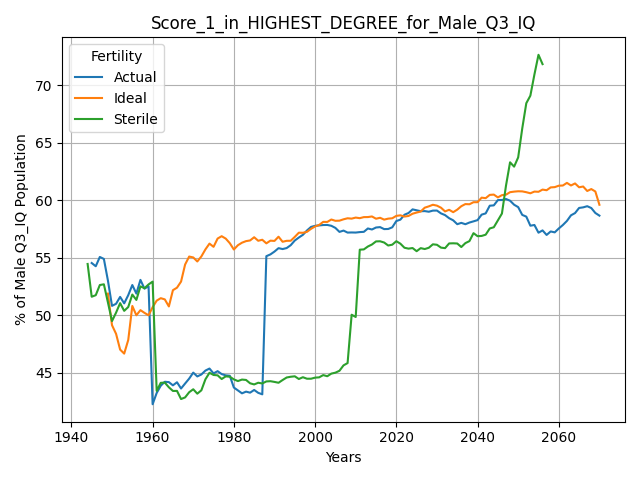 Score_1_in_HIGHEST_DEGREE_for_Male_Q3_IQ
Fertility
Actual
Ideal
Sterile
% of Male Q3_IQ Population
70
65
60
55
50
45
1940
1960
1980
2000
2020
2040
2060
Years